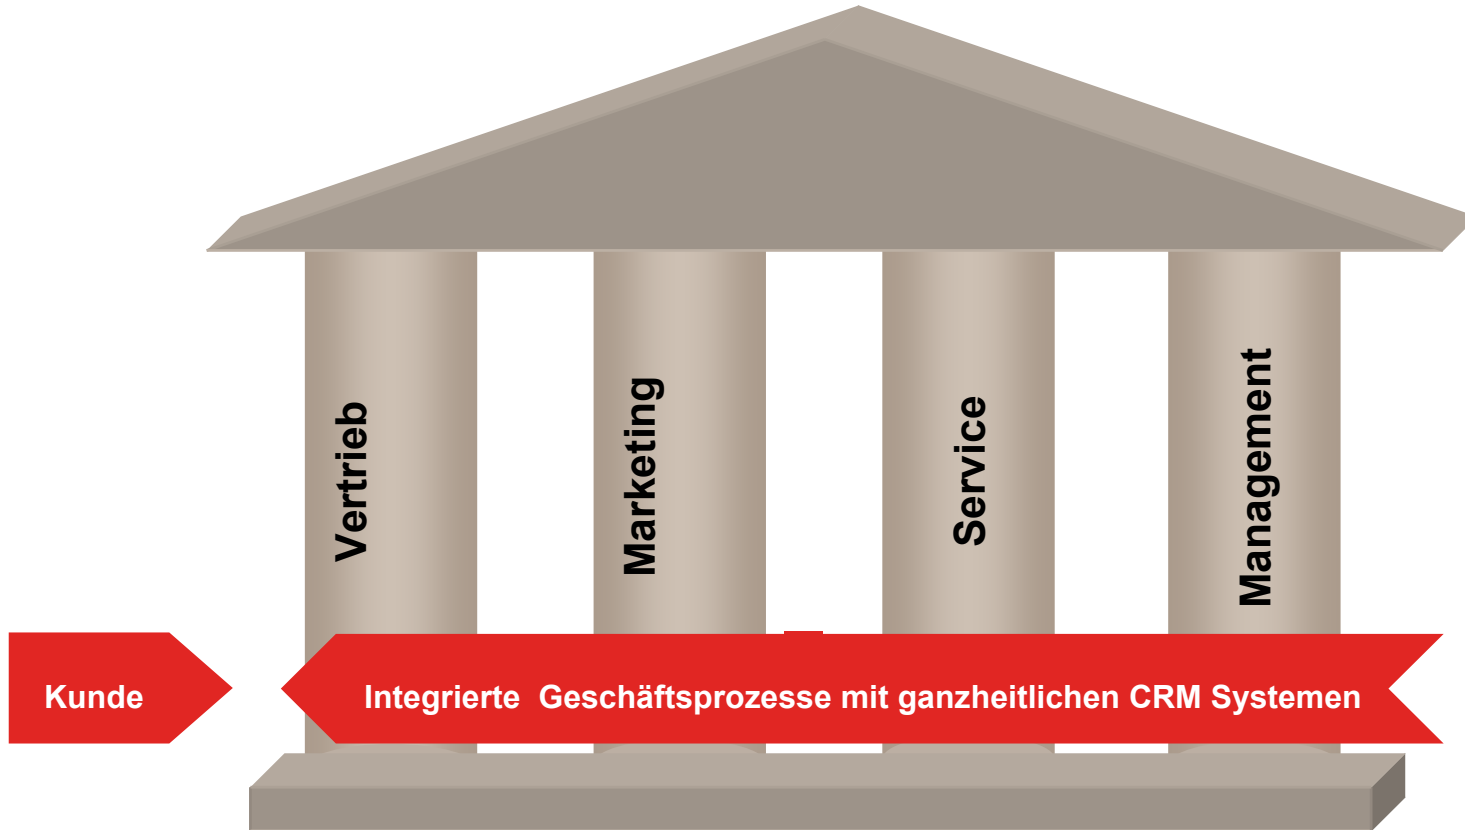 Vertrieb
Marketing
Service
Management
Kunde
Integrierte  Geschäftsprozesse mit ganzheitlichen CRM Systemen